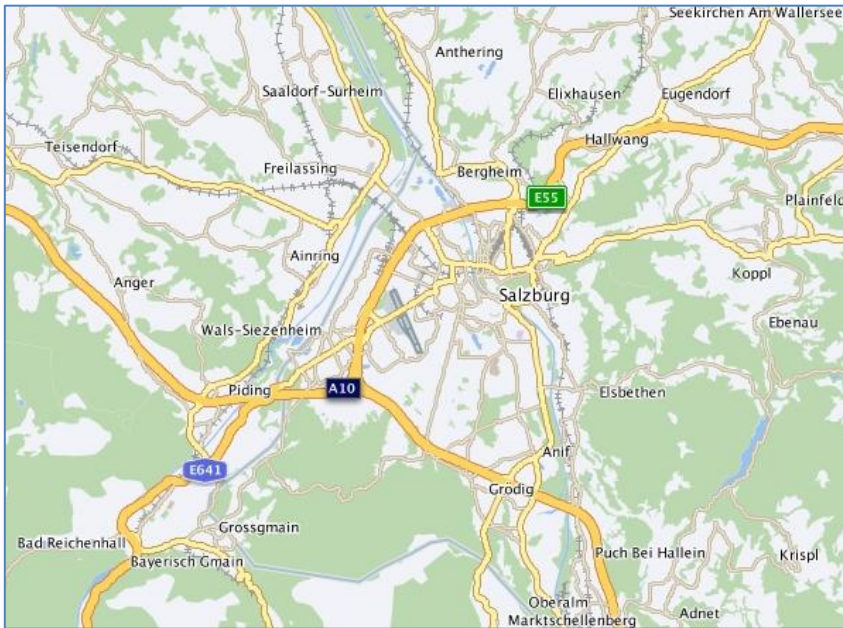 Seekirchen Am Wallersee
Anthering
Saaldorf-Surheim
Elixhausen
Eugendorf
Teisendorf
Hallwang
Freilassing
Bergheim
E55
Plainfeld
Ainring
Anger
Koppl
Salzburg
Wals-Siezenheim
Ebenau
Piding
A10
Elsbethen
Anif
E641
Grödig
Grossgmain
Bad Reichenhall
Puch Bei Hallein
Krispl
Bayerisch Gmain
Oberalm
Marktschellenberg
Adnet